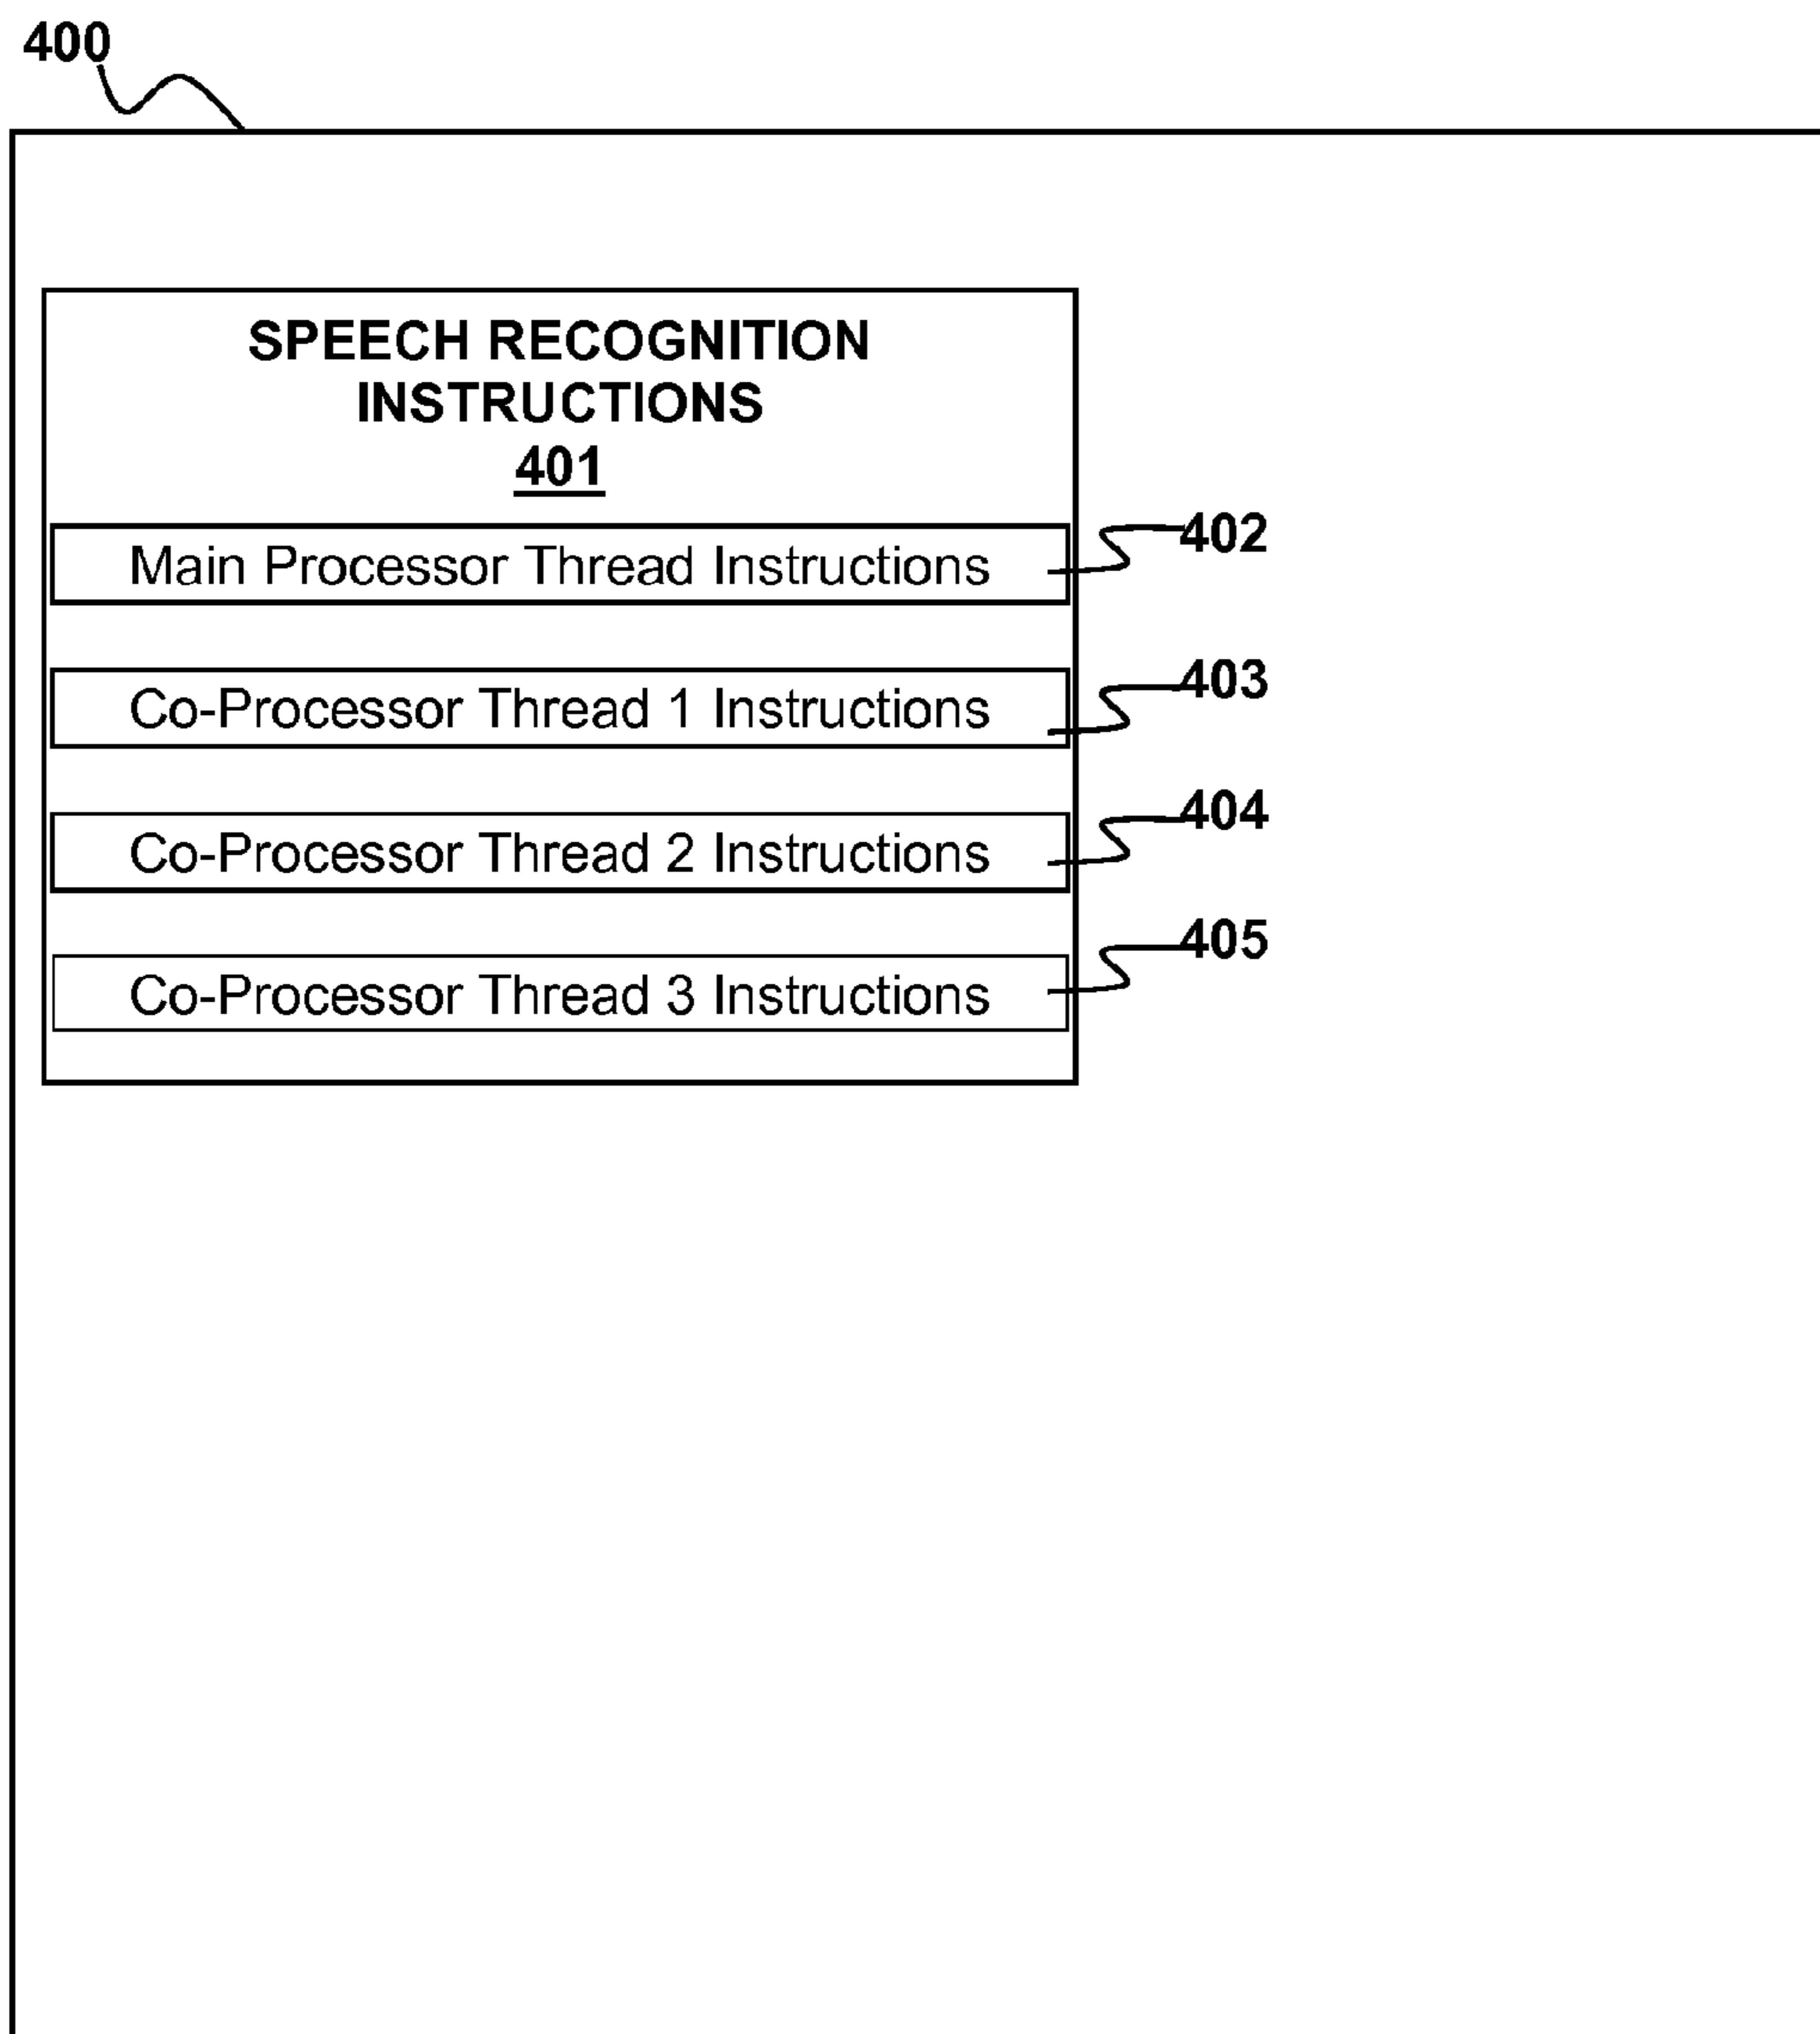 400
SPEECH RECOGNITION
INSTRUCTIONS
401
Main Processor Thread Instructions
402
Co-Processor Thread 1 Instructions
403
Co-Processor Thread 2 Instructions
404
Co-Processor Thread 3 Instructions
405